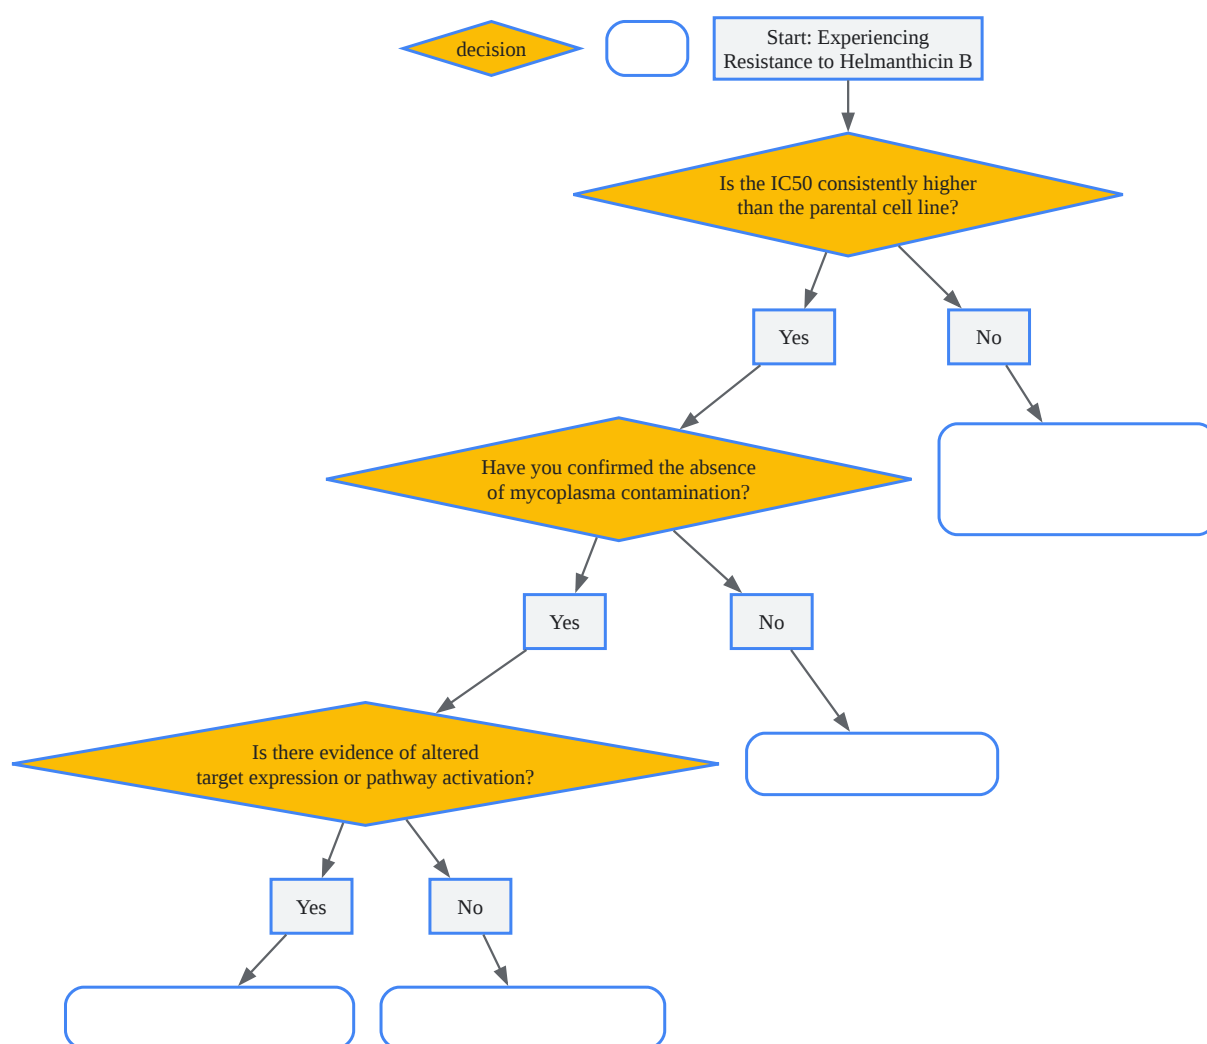 decision
Start: Experiencing
Resistance to Helmanthicin B
Is the IC50 consistently higher
than the parental cell line?
Yes
No
Have you confirmed the absence
of mycoplasma contamination?
Yes
No
Is there evidence of altered
target expression or pathway activation?
Yes
No